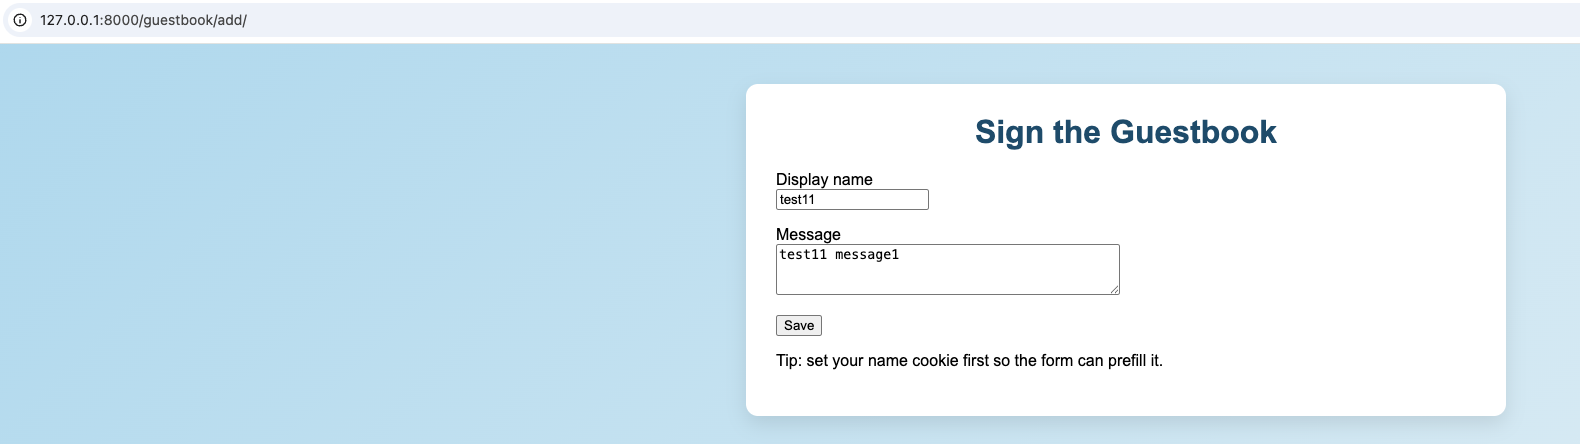 127.0.0.1:8000/guestbook/add/
Sign the Guestbook
Display name
test11
Message
test11 message1
Save
Tip: set your name cookie first so the form can prefill it.